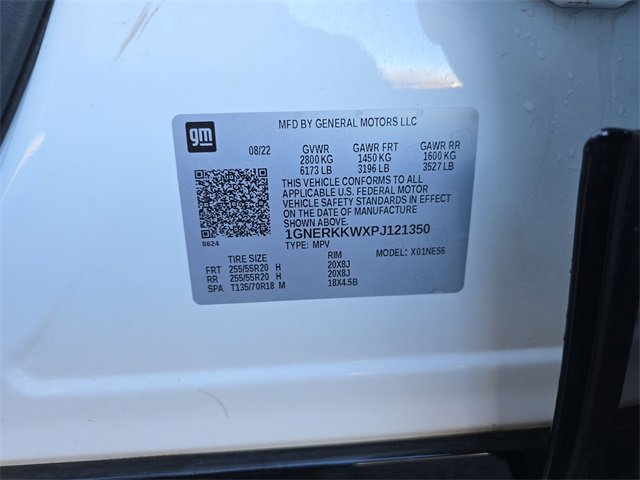 gm
MFD BY GENERAL MOTORS LLC
08/22 GVWR GAWR FRT GAWR RR
2800 KG 1450 KG 1600 KG
6173 LB 3196 LB 3527 LB
THIS VEHICLE CONFORMS TO ALL
APPLICABLE U.S. FEDERAL MOTOR
VEHICLE SAFETY STANDARDS IN EFFECT
ON THE DATE OF MANUFACTURE
SHOWN ABOVE.
1GNERKKWXPJ121350
8624
TYPE: MPV MODEL: X01NE56
TIRE SIZE RIM
FRT 255/55R20 H 20X8J
RR 255/55R20 H 20X8J
SPA T135/70R18 M 18X4.5B